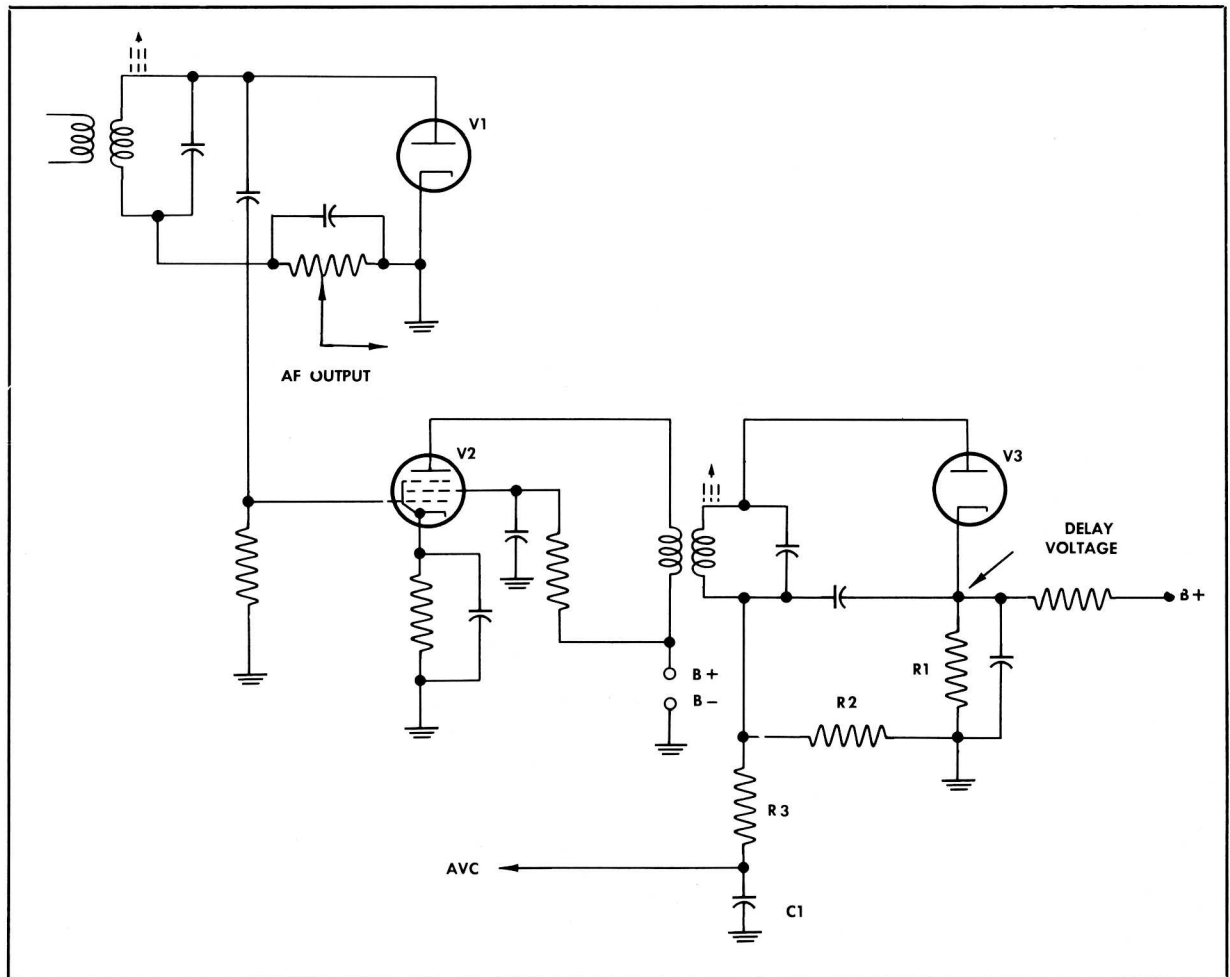 V1
AF OUTPUT
V2
V3
DELAY
VOLTAGE
B+
R1
B+
B−
R2
R3
AVC
C1